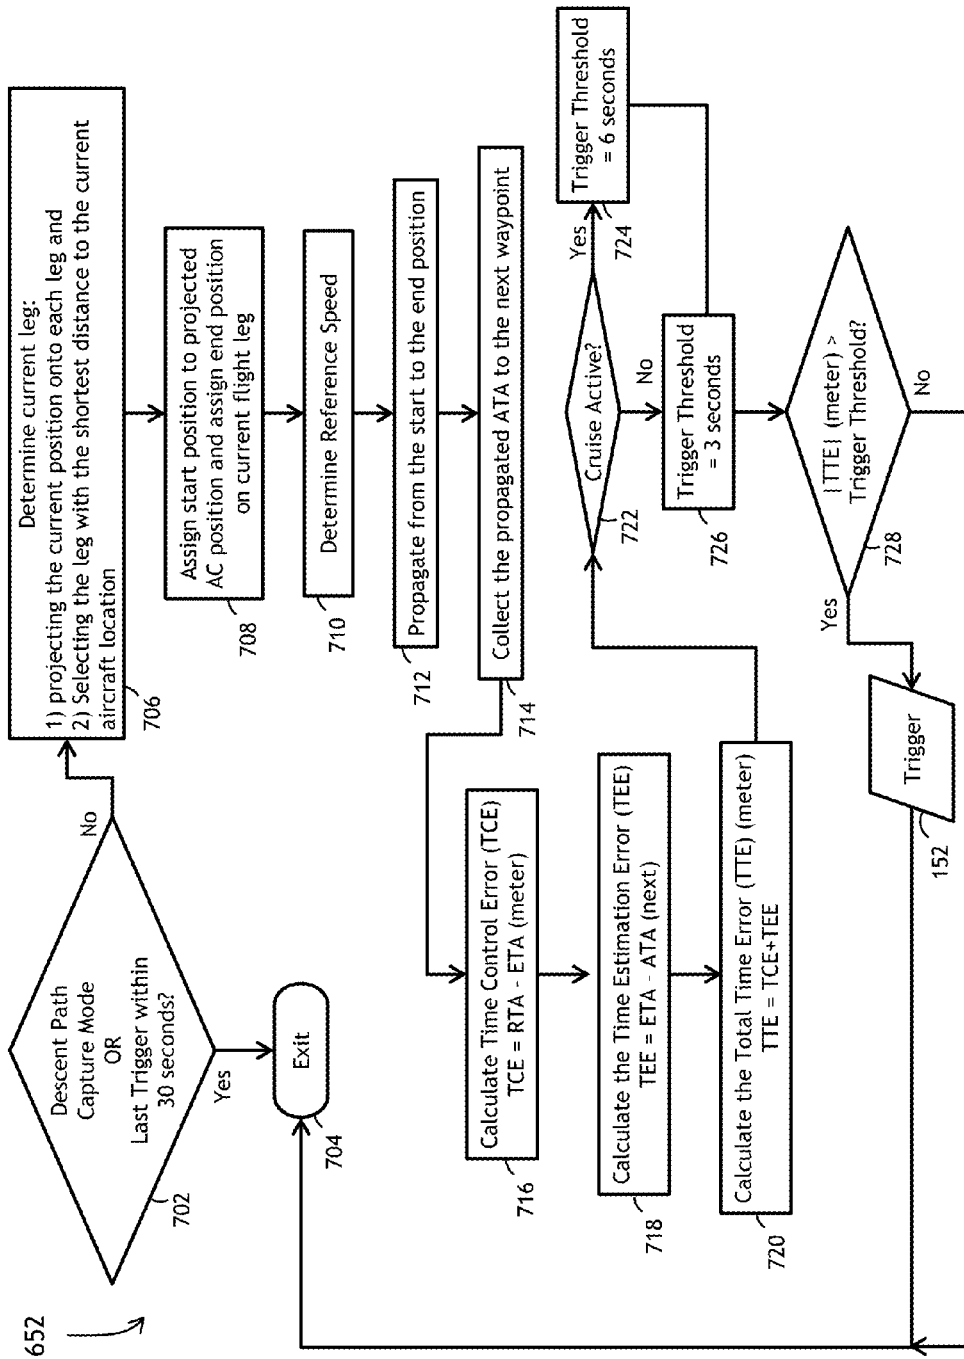 652
Descent Path
Capture Mode
OR
Last Trigger within
30 seconds?
702
No
Yes
Exit
704
Determine current leg:
1) projecting the current position onto each leg and
2) Selecting the leg with the shortest distance to the current
aircraft location
706
Assign start position to projected
AC position and assign end position
on current flight leg
708
Determine Reference Speed
710
Propagate from the start to the end position
712
Collect the propagated ATA to the next waypoint
714
Calculate Time Control Error (TCE)
TCE = RTA - ETA (meter)
716
Calculate the Time Estimation Error (TEE)
TEE = ETA - ATA (next)
718
Calculate the Total Time Error (TTE) (meter)
TTE = TCE+TEE
720
Cruise Active?
722
Yes
Trigger Threshold
= 6 seconds
724
No
Trigger Threshold
= 3 seconds
726
|TTE| (meter) >
Trigger Threshold?
728
No
Yes
Trigger
152